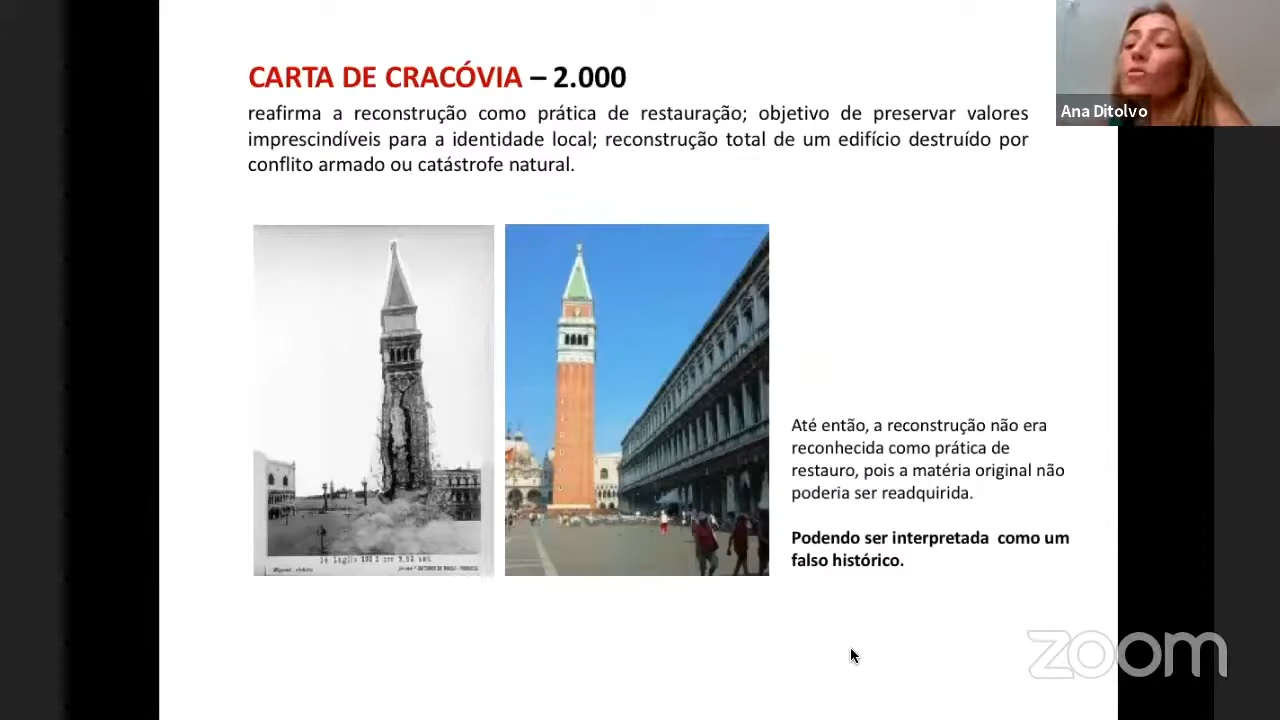 CARTA DE CRACÓVIA – 2.000
reafirma a reconstrução como prática de restauração; objetivo de preservar valores
imprescindíveis para a identidade local; reconstrução total de um edifício destruído por
conflito armado ou catástrofe natural.
Ana Ditolvo
Até então, a reconstrução não era
reconhecida como prática de
restauro, pois a matéria original não
poderia ser readquirida.
Podendo ser interpretada como um
falso histórico.
zoom